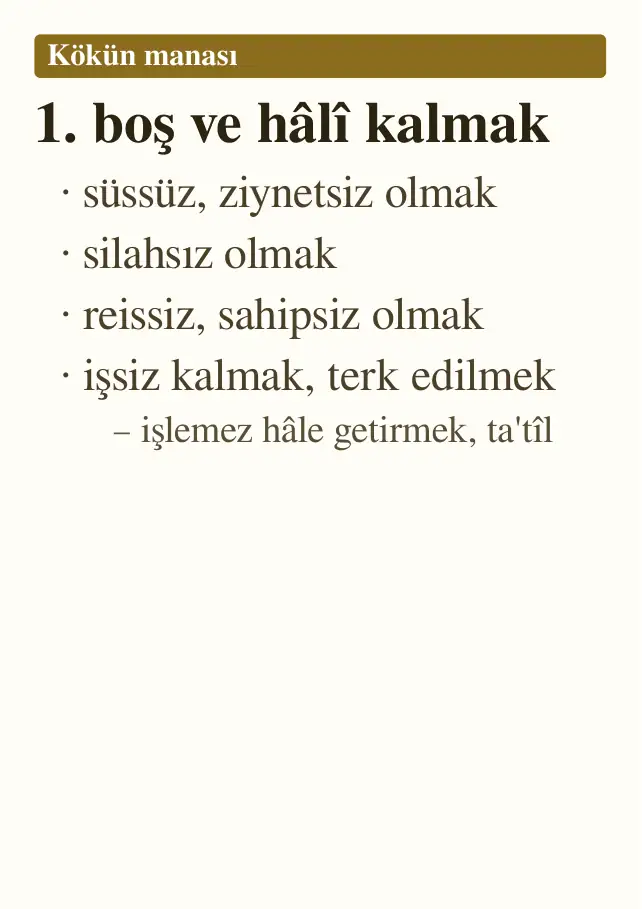 Kökün manası
1. boş ve hâlî kalmak
· süssüz, ziynetsiz olmak
· silahsız olmak
· reissiz, sahipsiz olmak
· işsiz kalmak, terk edilmek
– işlemez hâle getirmek, ta'tîl